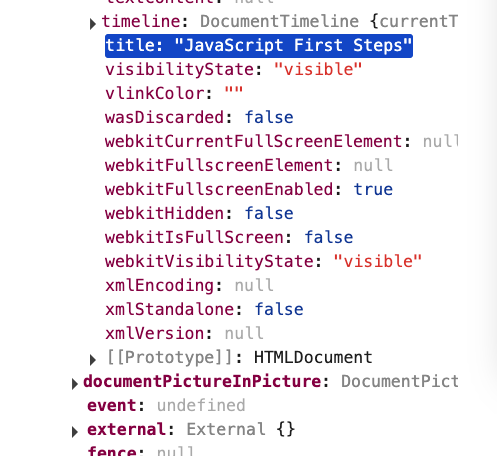 textContent: null
timeline: DocumentTimeline {currentT
title: "JavaScript First Steps"
visibilityState: "visible"
vlinkColor: ""
wasDiscarded: false
webkitCurrentFullScreenElement: null
webkitFullscreenElement: null
webkitFullscreenEnabled: true
webkitHidden: false
webkitIsFullScreen: false
webkitVisibilityState: "visible"
xmlEncoding: null
xmlStandalone: false
xmlVersion: null
[[Prototype]]: HTMLDocument
documentPictureInPicture: DocumentPict
event: undefined
external: External {}
fence: null